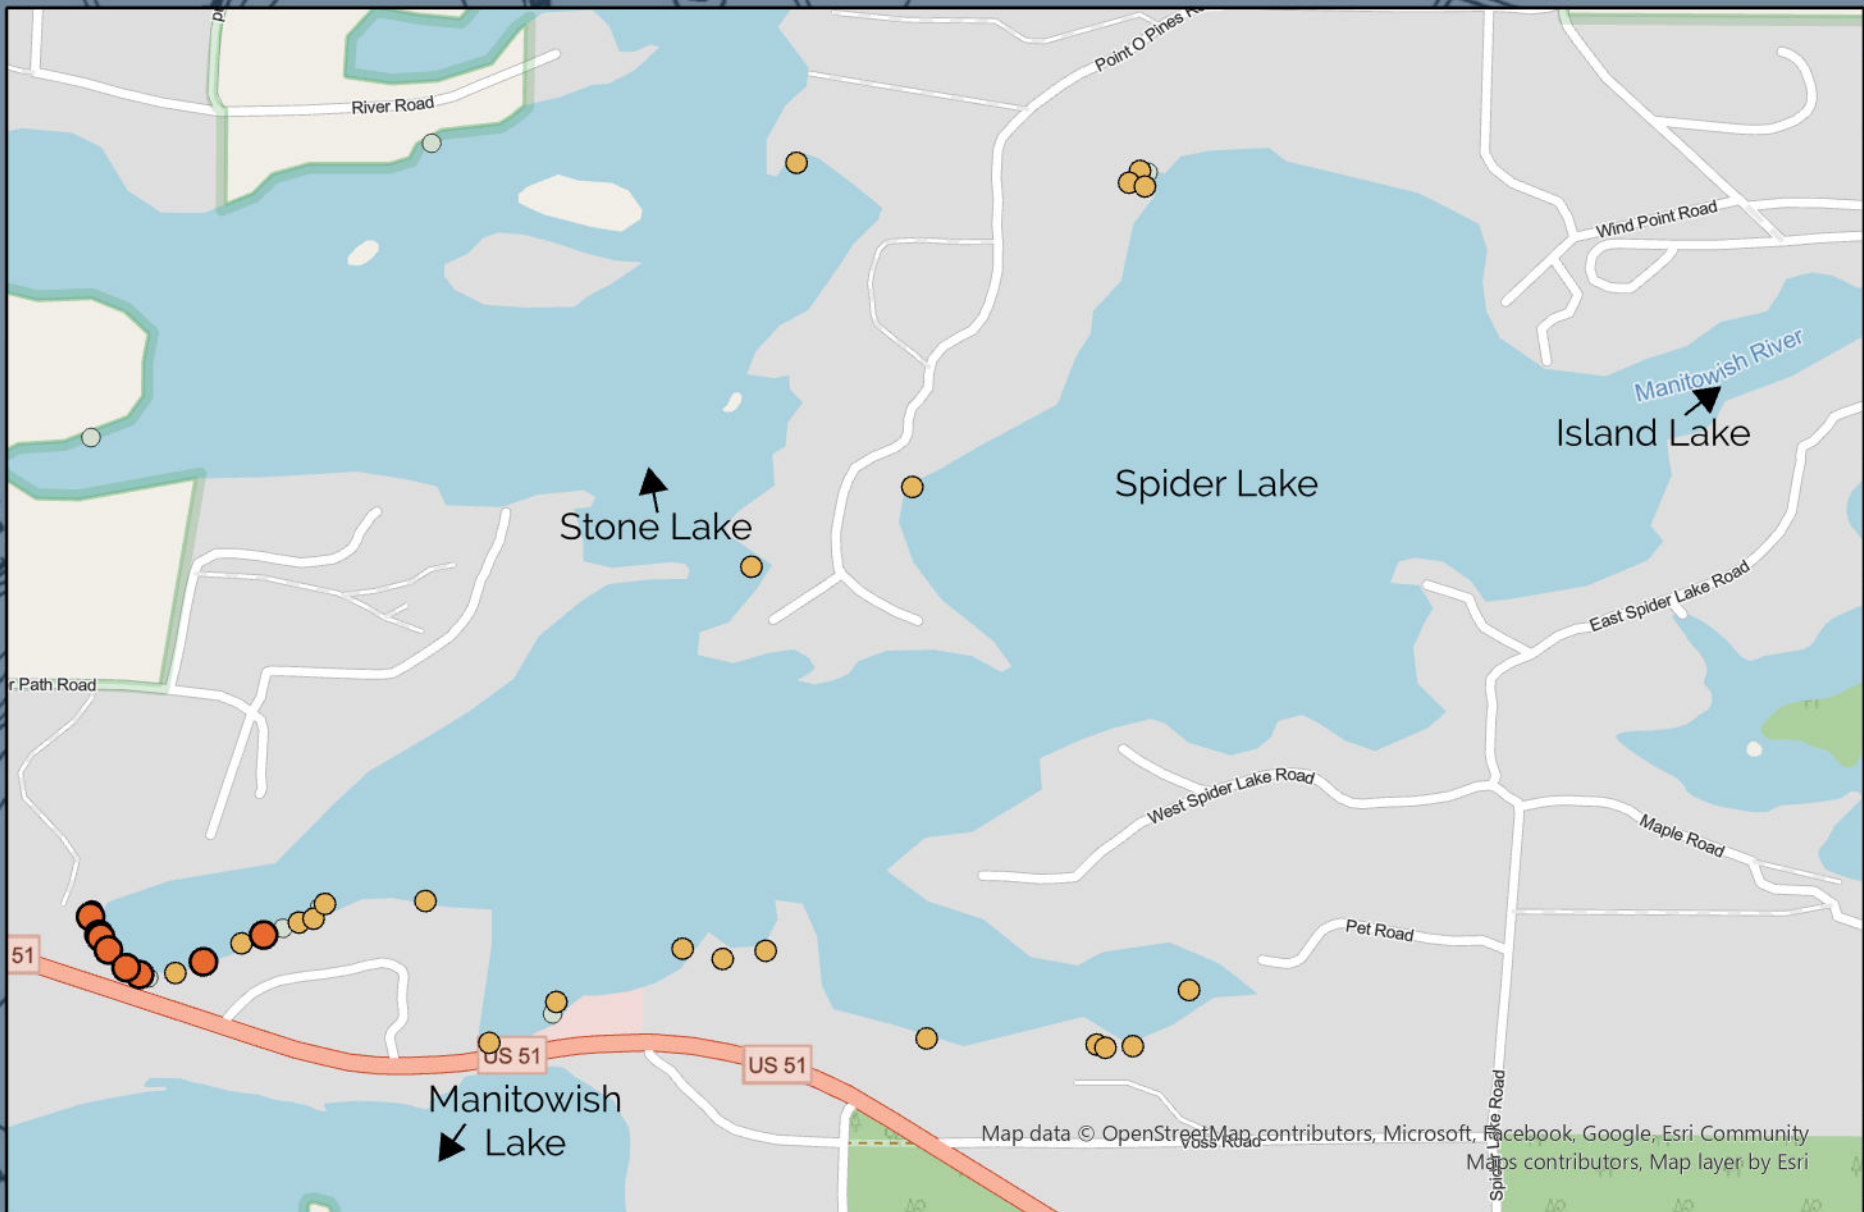 Point O Pines R
River Road
Wind Point Road
Manitowish River
Island Lake
Spider Lake
Stone Lake
East Spider Lake Road
r Path Road
West Spider Lake Road
Maple Road
Pet Road
51
US 51
US 51
Manitowish
Lake
Spider Lake Road
Voss Road
Map data © OpenStreetMap contributors, Microsoft, Facebook, Google, Esri Community
Maps contributors, Map layer by Esri